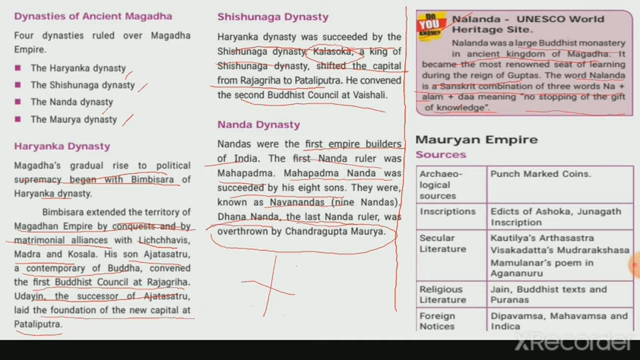 Dynasties of Ancient Magadha
Four dynasties ruled over Magadha
Empire.
The Haryanka dynasty
The Shishunaga dynasty
The Nanda dynasty
The Maurya dynasty
Haryanka Dynasty
Magadha's gradual rise to political
supremacy began with Bimbisara of
Haryanka dynasty.
Bimbisara extended the territory of
Magadhan Empire by conquests and by
matrimonial alliances with Lichchhavis,
Madra and Kosala. His son Ajatasatru,
a contemporary of Buddha, convened
the first Buddhist Council at Rajagriha.
Udayin, the successor of Ajatasatru,
laid the foundation of the new capital at
Pataliputra.
Shishunaga Dynasty
Haryanka dynasty was succeeded by the
Shishunaga dynasty. Kalasoka, a king of
Shishunaga dynasty, shifted the capital
from Rajagriha to Pataliputra. He convened
the second Buddhist Council at Vaishali.
Nanda Dynasty
Nandas were the first empire builders
of India. The first Nanda ruler was
Mahapadma. Mahapadma Nanda was
succeeded by his eight sons. They were,
known as Navanandas (nine Nandas)
Dhana Nanda, the last Nanda ruler, was
overthrown by Chandragupta Maurya.
DO YOU KNOW?
Nalanda - UNESCO World
Heritage Site.
Nalanda was a large Buddhist monastery
in ancient kingdom of Magadha. It
became the most renowned seat of learning
during the reign of Guptas. The word Nalanda
is a Sanskrit combination of three words Na +
alam + daa meaning "no stopping of the gift
of knowledge".
Mauryan Empire
Sources
Archaeo-
logical
sources
Punch Marked Coins.
Inscriptions
Edicts of Ashoka, Junagath
Inscription
Secular
Literature
Kautilya's Arthasastra
Visakadatta's Mudrarakshasa
Mamulanar's poem in
Agananuru
Religious
Literature
Jain, Buddhist texts and
Puranas
Foreign
Notices
Dipavamsa, Mahavamsa and
Indica
XRecorder